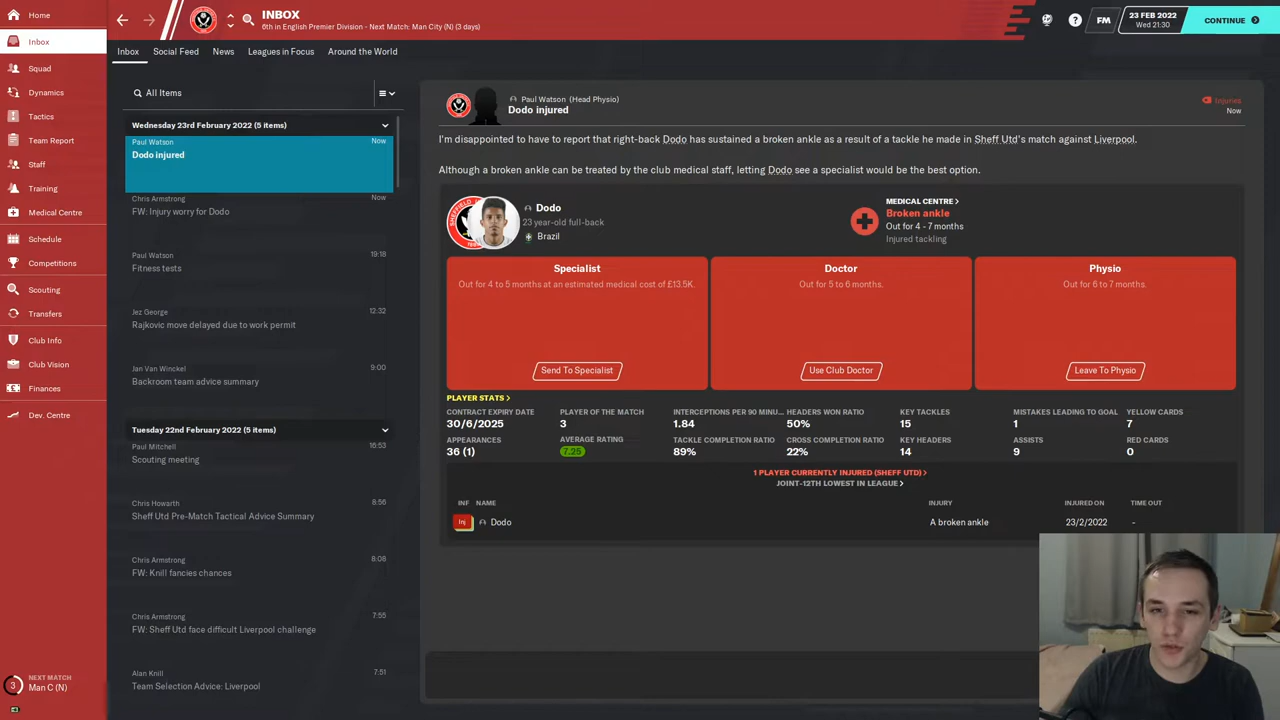 Home
Inbox
Squad
Dynamics
Tactics
Team Report
Staff
Training
Medical Centre
Schedule
Competitions
Scouting
Transfers
Club Info
Club Vision
Finances
Dev. Centre
3
NEXT MATCH
Man C (N)
INBOX
6th in English Premier Division - Next Match: Man City (N) (3 days)
?
FM
23 FEB 2022
Wed 21:30
CONTINUE
Inbox
Social Feed
News
Leagues in Focus
Around the World
All Items
Wednesday 23rd February 2022 (5 items)
Paul Watson Now
Dodo injured
Chris Armstrong Now
FW: Injury worry for Dodo
Paul Watson 19:18
Fitness tests
Jez George 12:32
Rajkovic move delayed due to work permit
Jan Van Winckel 9:00
Backroom team advice summary
Tuesday 22nd February 2022 (5 items)
Paul Mitchell 16:53
Scouting meeting
Chris Howarth 8:56
Sheff Utd Pre-Match Tactical Advice Summary
Chris Armstrong 8:08
FW: Knill fancies chances
Chris Armstrong 7:55
FW: Sheff Utd face difficult Liverpool challenge
Alan Knill 7:51
Team Selection Advice: Liverpool
Paul Watson (Head Physio)
Dodo injured
Injuries
Now
I'm disappointed to have to report that right-back Dodo has sustained a broken ankle as a result of a tackle he made in Sheff Utd's match against Liverpool.
Although a broken ankle can be treated by the club medical staff, letting Dodo see a specialist would be the best option.
Dodo
23 year-old full-back
Brazil
MEDICAL CENTRE >
Broken ankle
Out for 4 - 7 months
Injured tackling
Specialist
Out for 4 to 5 months at an estimated medical cost of £13.5K.
Send To Specialist
Doctor
Out for 5 to 6 months.
Use Club Doctor
Physio
Out for 6 to 7 months.
Leave To Physio
PLAYER STATS >
CONTRACT EXPIRY DATE PLAYER OF THE MATCH INTERCEPTIONS PER 90 MINU... HEADERS WON RATIO KEY TACKLES MISTAKES LEADING TO GOAL YELLOW CARDS
30/6/2025 3 1.84 50% 15 1 7
APPEARANCES AVERAGE RATING TACKLE COMPLETION RATIO CROSS COMPLETION RATIO KEY HEADERS ASSISTS RED CARDS
36 (1) 7.25 89% 22% 14 9 0
1 PLAYER CURRENTLY INJURED (SHEFF UTD) >
JOINT-12TH LOWEST IN LEAGUE >
INF NAME INJURY INJURED ON TIME OUT
Inj Dodo A broken ankle 23/2/2022 -